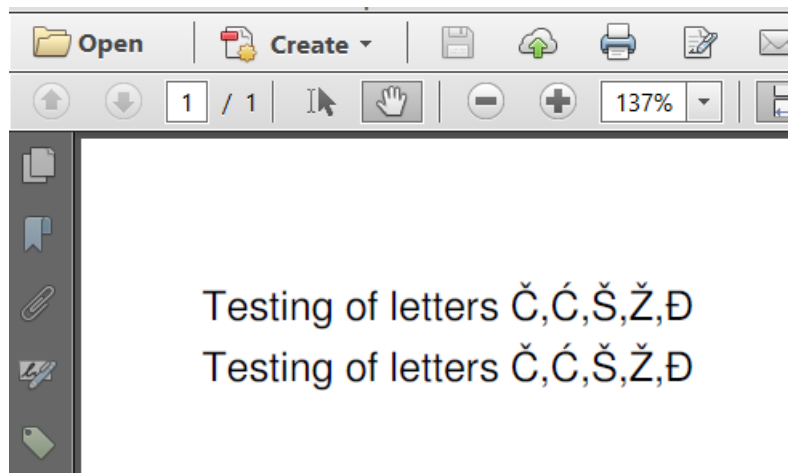 Open Create
1 / 1 137%
Testing of letters Č,Ć,Š,Ž,Đ
Testing of letters Č,Ć,Š,Ž,Đ